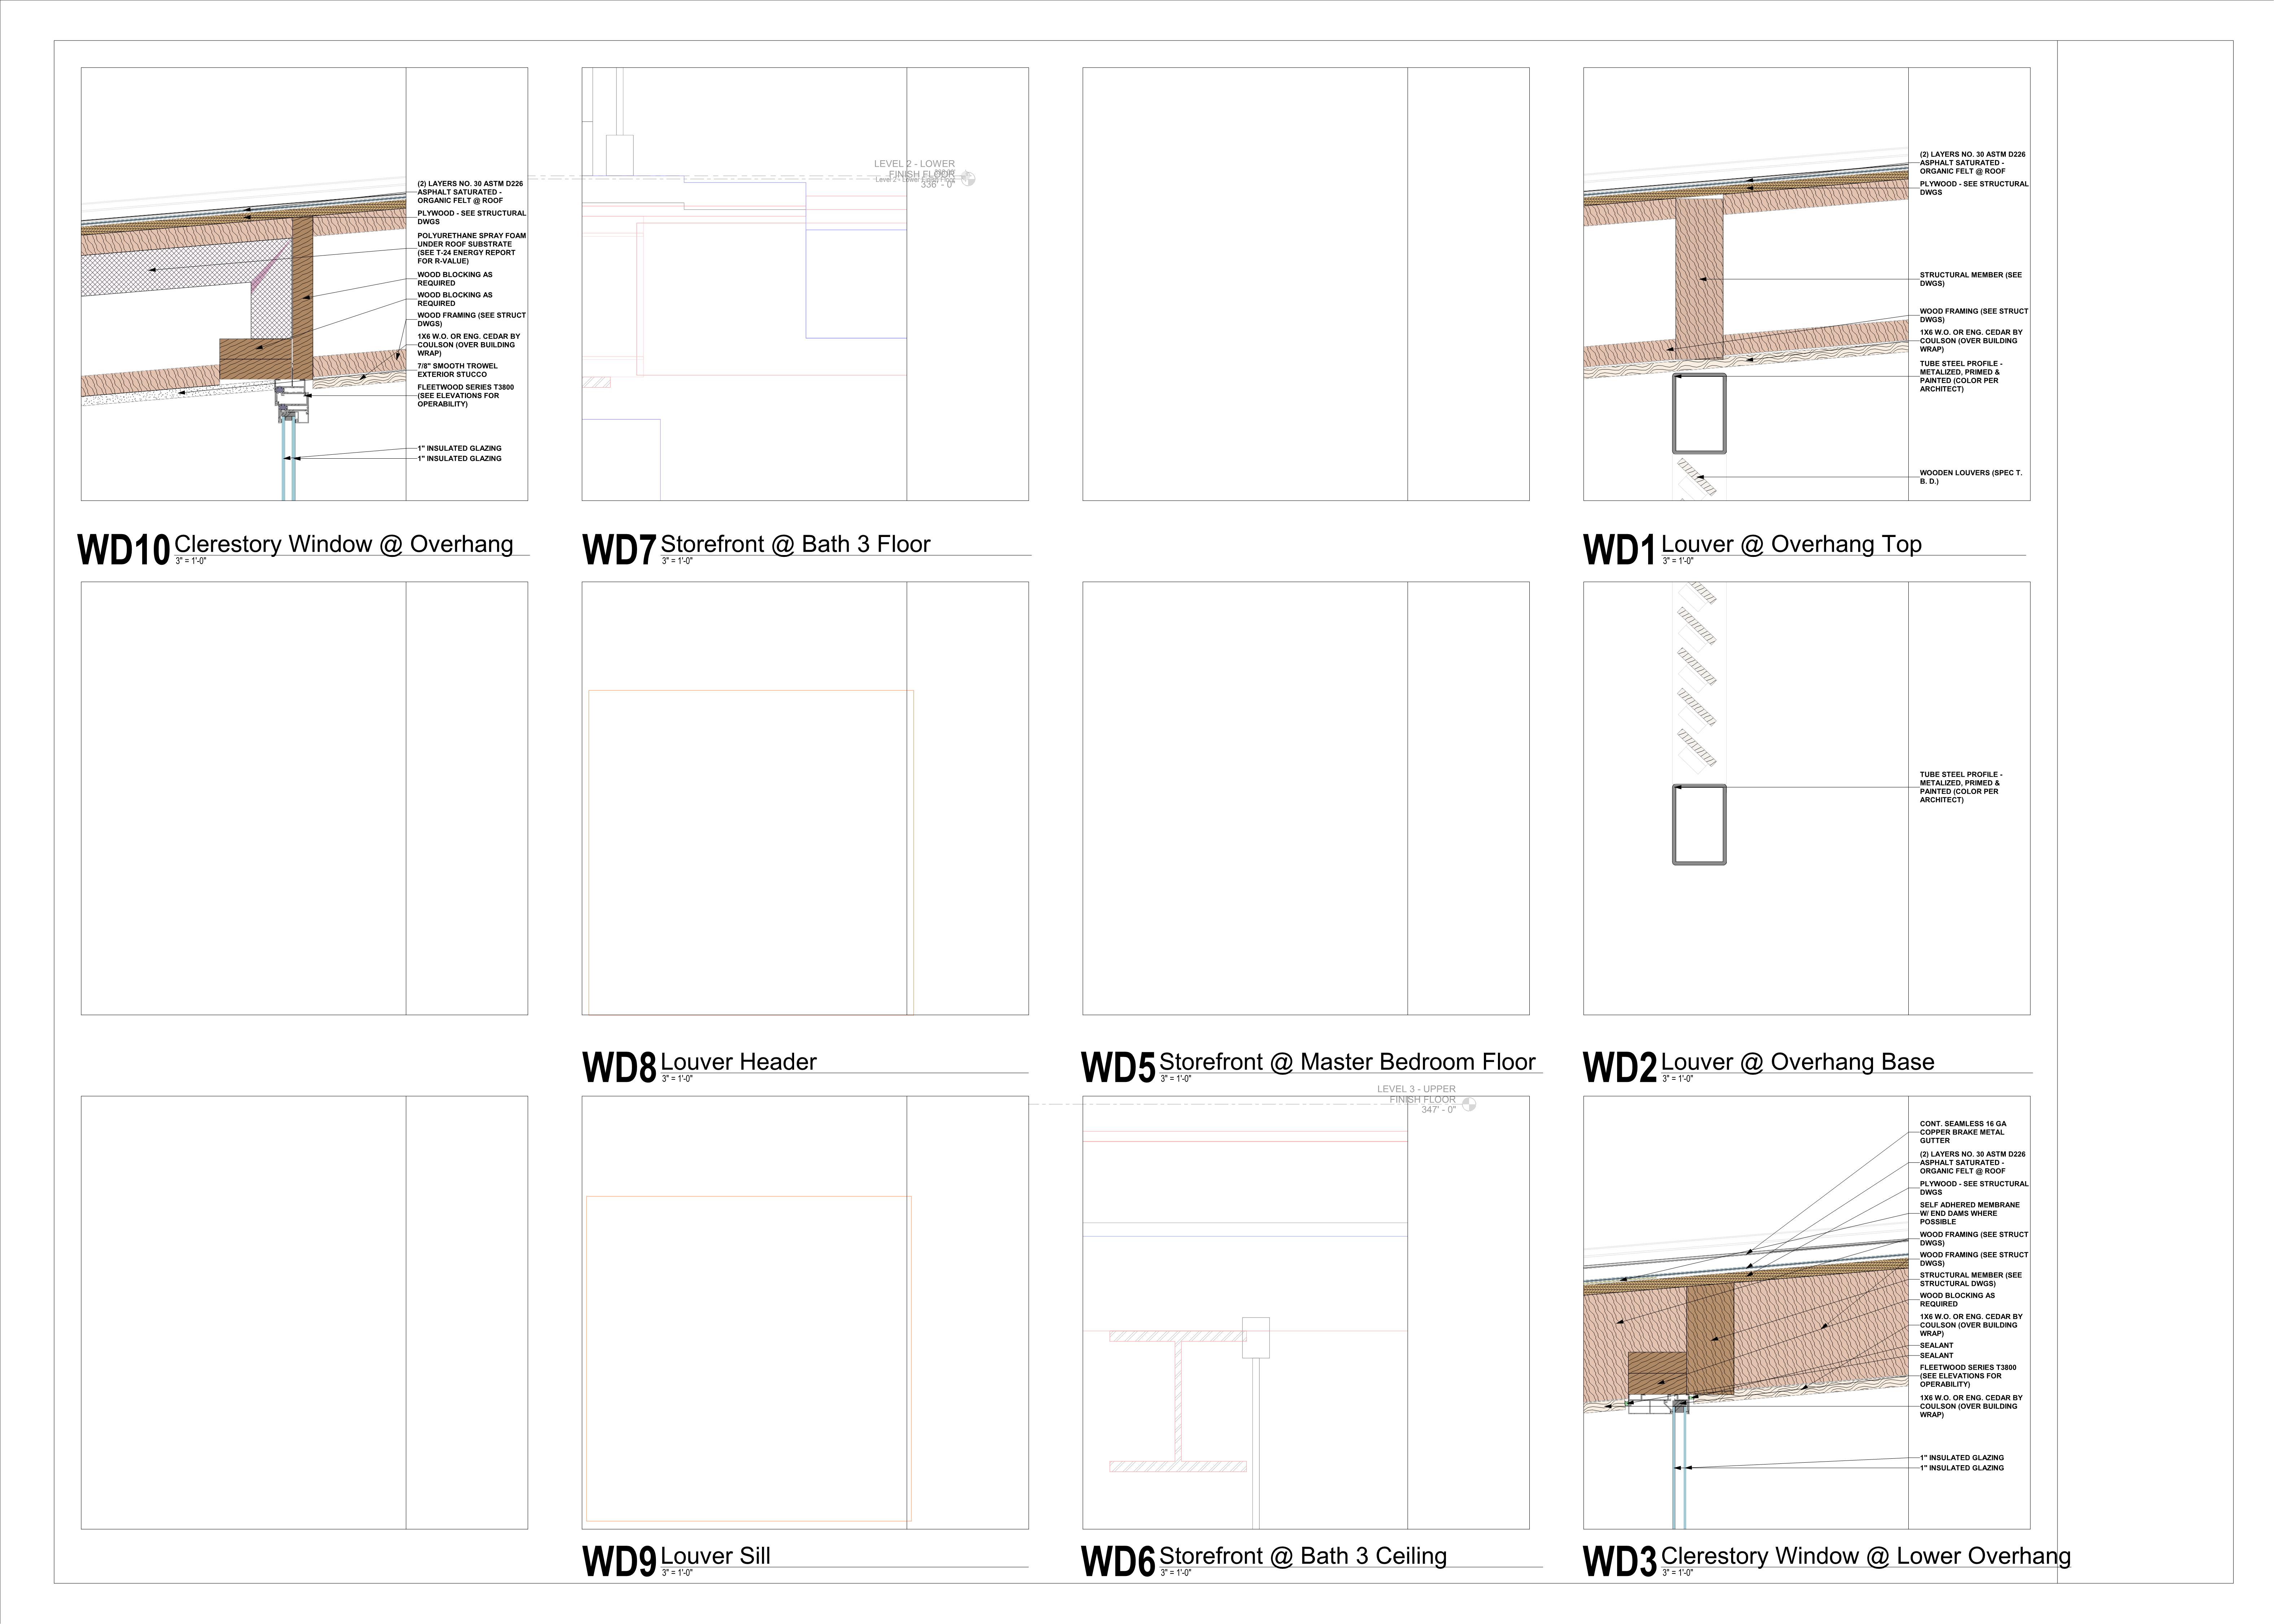 (2) LAYERS NO. 30 ASTM D226
ASPHALT SATURATED -
ORGANIC FELT @ ROOF
PLYWOOD - SEE STRUCTURAL
DWGS
POLYURETHANE SPRAY FOAM
UNDER ROOF SUBSTRATE
(SEE T-24 ENERGY REPORT
FOR R-VALUE)
WOOD BLOCKING AS
REQUIRED
WOOD BLOCKING AS
REQUIRED
WOOD FRAMING (SEE STRUCT
DWGS)
1X6 W.O. OR ENG. CEDAR BY
COULSON (OVER BUILDING
WRAP)
7/8" SMOOTH TROWEL
EXTERIOR STUCCO
FLEETWOOD SERIES T3800
(SEE ELEVATIONS FOR
OPERABILITY)
1" INSULATED GLAZING
1" INSULATED GLAZING
WD10 Clerestory Window @ Overhang
3" = 1'-0"
LEVEL 2 - LOWER
FINISH FLOOR
336' - 0"
WD7 Storefront @ Bath 3 Floor
3" = 1'-0"
(2) LAYERS NO. 30 ASTM D226
ASPHALT SATURATED -
ORGANIC FELT @ ROOF
PLYWOOD - SEE STRUCTURAL
DWGS
STRUCTURAL MEMBER (SEE
DWGS)
WOOD FRAMING (SEE STRUCT
DWGS)
1X6 W.O. OR ENG. CEDAR BY
COULSON (OVER BUILDING
WRAP)
TUBE STEEL PROFILE -
METALIZED, PRIMED &
PAINTED (COLOR PER
ARCHITECT)
WOODEN LOUVERS (SPEC T.
B. D.)
WD1 Louver @ Overhang Top
3" = 1'-0"
WD8 Louver Header
3" = 1'-0"
WD5 Storefront @ Master Bedroom Floor
3" = 1'-0"
TUBE STEEL PROFILE -
METALIZED, PRIMED &
PAINTED (COLOR PER
ARCHITECT)
WD2 Louver @ Overhang Base
3" = 1'-0"
WD9 Louver Sill
3" = 1'-0"
LEVEL 3 - UPPER
FINISH FLOOR
347' - 0"
WD6 Storefront @ Bath 3 Ceiling
3" = 1'-0"
CONT. SEAMLESS 16 GA
COPPER BRAKE METAL
GUTTER
(2) LAYERS NO. 30 ASTM D226
ASPHALT SATURATED -
ORGANIC FELT @ ROOF
PLYWOOD - SEE STRUCTURAL
DWGS
SELF ADHERED MEMBRANE
W/ END DAMS WHERE
POSSIBLE
WOOD FRAMING (SEE STRUCT
DWGS)
WOOD FRAMING (SEE STRUCT
DWGS)
STRUCTURAL MEMBER (SEE
STRUCTURAL DWGS)
WOOD BLOCKING AS
REQUIRED
1X6 W.O. OR ENG. CEDAR BY
COULSON (OVER BUILDING
WRAP)
SEALANT
SEALANT
FLEETWOOD SERIES T3800
(SEE ELEVATIONS FOR
OPERABILITY)
1X6 W.O. OR ENG. CEDAR BY
COULSON (OVER BUILDING
WRAP)
1" INSULATED GLAZING
1" INSULATED GLAZING
WD3 Clerestory Window @ Lower Overhang
3" = 1'-0"